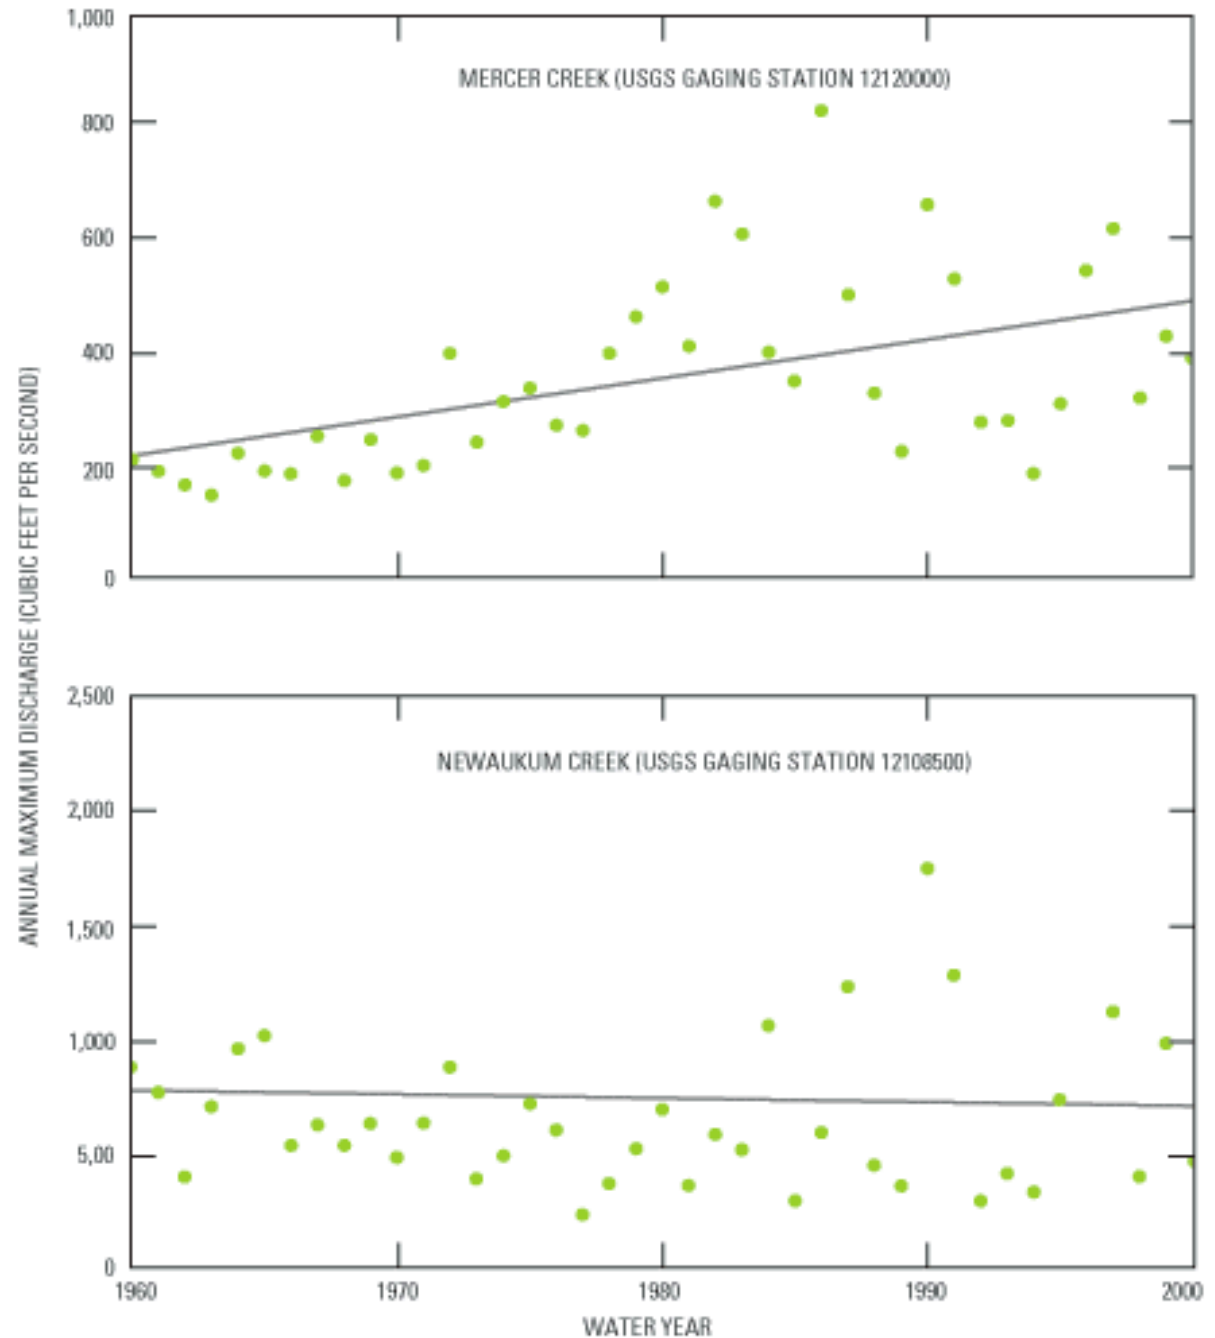 1,000
MERCER CREEK (USGS GAGING STATION 12120000)
800
600
400
200
0
ANNUAL MAXIMUM DISCHARGE (CUBIC FEET PER SECOND)
2,500
NEWAUKUM CREEK (USGS GAGING STATION 12108500)
2,000
1,500
1,000
5,00
0
1960 1970 1980 1990 2000
WATER YEAR